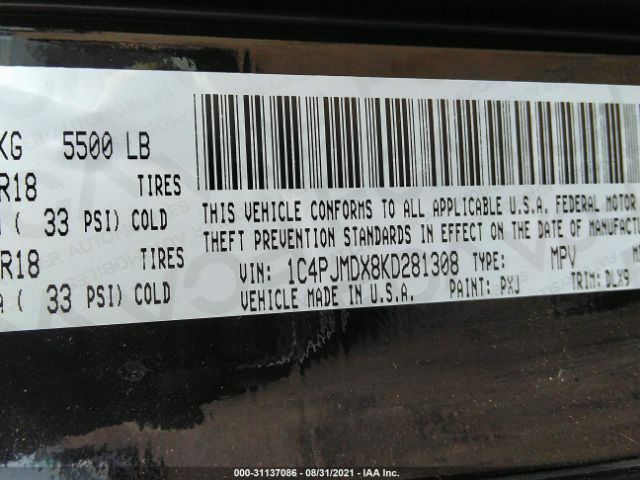 KG 5500 LB
R18 TIRES
( 33 PSI) COLD
R18 TIRES
( 33 PSI) COLD
THIS VEHICLE CONFORMS TO ALL APPLICABLE U.S.A. FEDERAL MOTOR
THEFT PREVENTION STANDARDS IN EFFECT ON THE DATE OF MANUFACTU
VIN: 1C4PJMDX8KD281308 TYPE: MPV
VEHICLE MADE IN U.S.A. PAINT: PXJ TRIM: DLX9
000-31137086 - 08/31/2021 - IAA Inc.